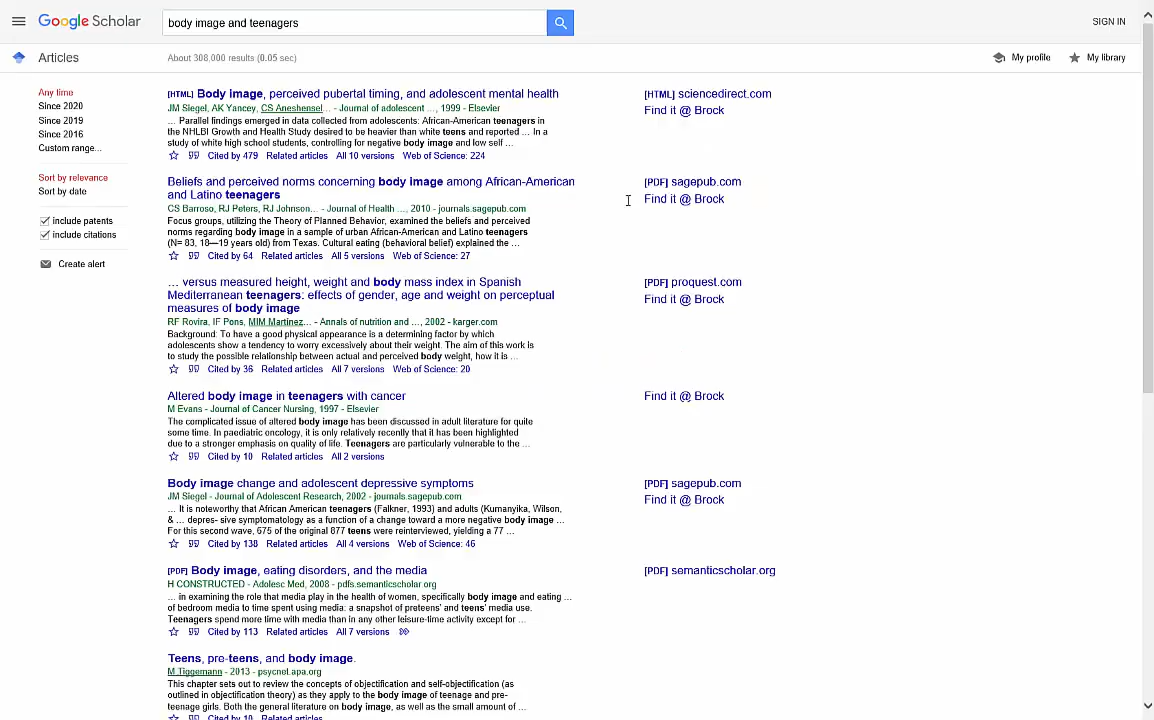 Google Scholar
body image and teenagers
SIGN IN
Articles
About 308,000 results (0.05 sec)
My profile
My library
Any time
Since 2020
Since 2019
Since 2016
Custom range...
Sort by relevance
Sort by date
include patents
include citations
Create alert
[HTML] Body image, perceived pubertal timing, and adolescent mental health
JM Siegel, AK Yancey, CS Aneshensel... - Journal of adolescent ..., 1999 - Elsevier
... Parallel findings emerged in data collected from adolescents: African-American teenagers in
the NHLBI Growth and Health Study desired to be heavier than white teens and reported ... In a
study of white high school students, controlling for negative body image and low self ...
Cited by 479 Related articles All 10 versions Web of Science: 224
[HTML] sciencedirect.com
Find it @ Brock
Beliefs and perceived norms concerning body image among African-American
and Latino teenagers
CS Barroso, RJ Peters, RJ Johnson... - Journal of Health ..., 2010 - journals.sagepub.com
Focus groups, utilizing the Theory of Planned Behavior, examined the beliefs and perceived
norms regarding body image in a sample of urban African-American and Latino teenagers
(N= 83, 18—19 years old) from Texas. Cultural eating (behavioral belief) explained the ...
Cited by 64 Related articles All 5 versions Web of Science: 27
[PDF] sagepub.com
Find it @ Brock
... versus measured height, weight and body mass index in Spanish
Mediterranean teenagers: effects of gender, age and weight on perceptual
measures of body image
RF Rovira, IF Pons, MIM Martinez... - Annals of nutrition and ..., 2002 - karger.com
Background: To have a good physical appearance is a determining factor by which
adolescents show a tendency to worry excessively about their weight. The aim of this work is
to study the possible relationship between actual and perceived body weight, how it is ...
Cited by 36 Related articles All 7 versions Web of Science: 20
[PDF] proquest.com
Find it @ Brock
Altered body image in teenagers with cancer
M Evans - Journal of Cancer Nursing, 1997 - Elsevier
The complicated issue of altered body image has been discussed in adult literature for quite
some time. In paediatric oncology, it is only relatively recently that it has been highlighted
due to a stronger emphasis on quality of life. Teenagers are particularly vulnerable to the ...
Cited by 10 Related articles All 2 versions
Find it @ Brock
Body image change and adolescent depressive symptoms
JM Siegel - Journal of Adolescent Research, 2002 - journals.sagepub.com
... It is noteworthy that African American teenagers (Falkner, 1993) and adults (Kumanyika, Wilson,
& ... depres- sive symptomatology as a function of a change toward a more negative body image ...
For this second wave, 675 of the original 877 teens were reinterviewed, yielding a 77 ...
Cited by 138 Related articles All 4 versions Web of Science: 46
[PDF] sagepub.com
Find it @ Brock
[PDF] Body image, eating disorders, and the media
H CONSTRUCTED - Adolesc Med, 2008 - pdfs.semanticscholar.org
... in examining the role that media play in the health of women, specifically body image and eating ...
of bedroom media to time spent using media: a snapshot of preteens' and teens' media use.
Teenagers spend more time with media than in any other leisure-time activity except for ...
Cited by 113 Related articles All 7 versions
[PDF] semanticscholar.org
Teens, pre-teens, and body image.
M Tiggemann - 2013 - psycnet.apa.org
This chapter sets out to review the concepts of objectification and self-objectification (as
outlined in objectification theory) as they apply to the body image of teenage and pre-
teenage girls. Both the general literature on body image, as well as the small amount of ...
Cited by 10 Related articles